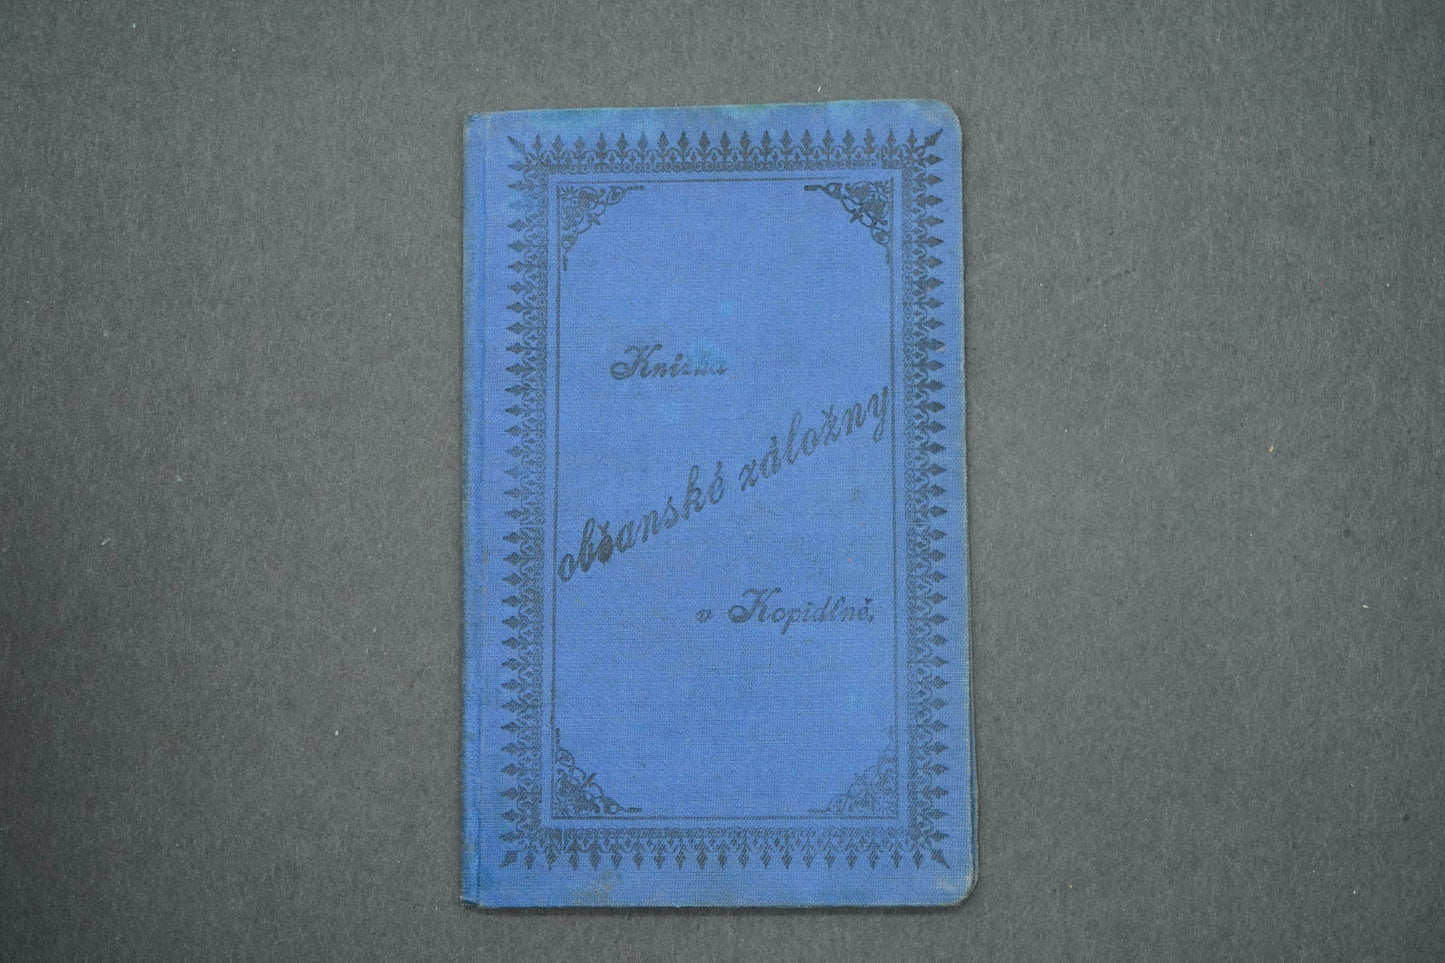 Knížka
občanské záložny
v Kopidlně.